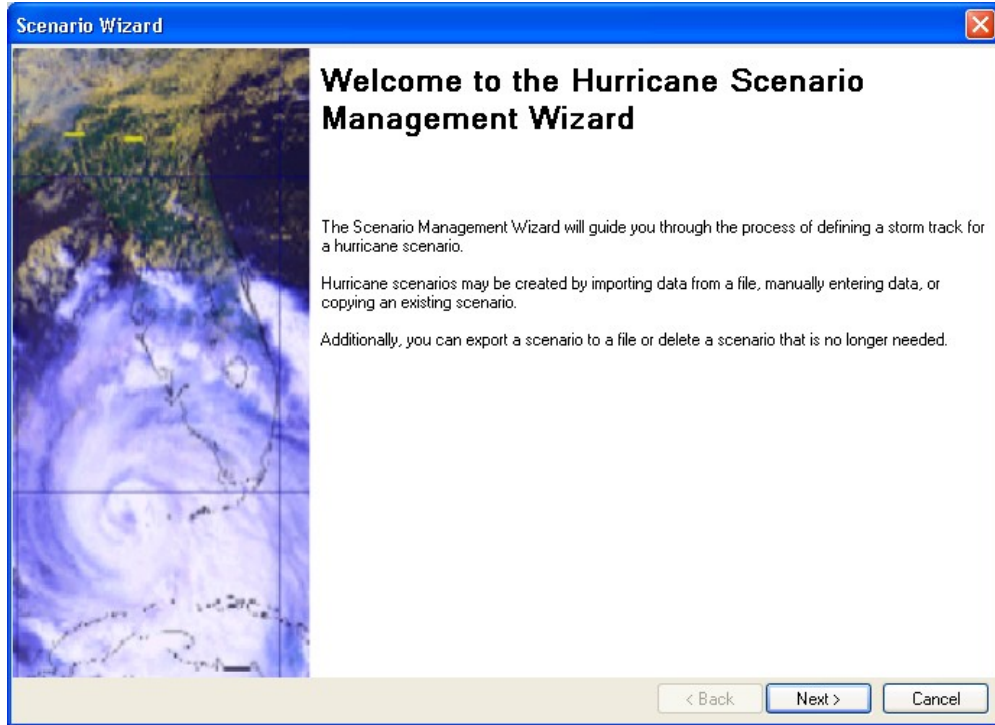 Scenario Wizard
Welcome to the Hurricane Scenario
Management Wizard
The Scenario Management Wizard will guide you through the process of defining a storm track for
a hurricane scenario.
Hurricane scenarios may be created by importing data from a file, manually entering data, or
copying an existing scenario.
Additionally, you can export a scenario to a file or delete a scenario that is no longer needed.
< Back
Next >
Cancel